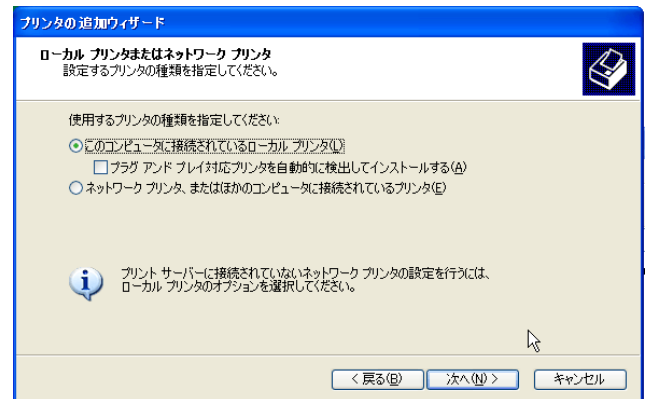 プリンタの追加ウィザード
ローカル プリンタまたはネットワーク プリンタ
設定するプリンタの種類を指定してください。
使用するプリンタの種類を指定してください:
このコンピュータに接続されているローカル プリンタ(L)
プラグ アンド プレイ対応プリンタを自動的に検出してインストールする(A)
ネットワーク プリンタ、またはほかのコンピュータに接続されているプリンタ(E)
プリント サーバーに接続されていないネットワーク プリンタの設定を行うには、
ローカル プリンタのオプションを選択してください。
< 戻る(B) 次へ(N) > キャンセル